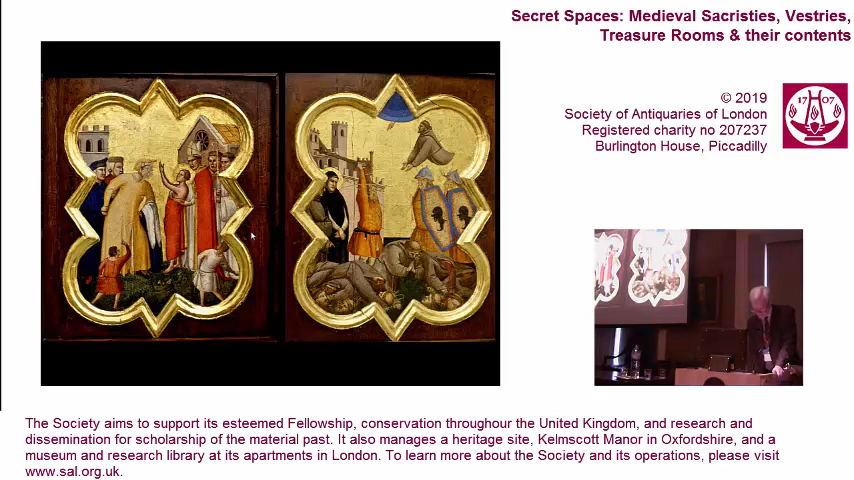 Secret Spaces: Medieval Sacristies, Vestries,
Treasure Rooms & their contents
© 2019
Society of Antiquaries of London
Registered charity no 207237
Burlington House, Piccadilly
17 07
The Society aims to support its esteemed Fellowship, conservation throughour the United Kingdom, and research and
dissemination for scholarship of the material past. It also manages a heritage site, Kelmscott Manor in Oxfordshire, and a
museum and research library at its apartments in London. To learn more about the Society and its operations, please visit
www.sal.org.uk.